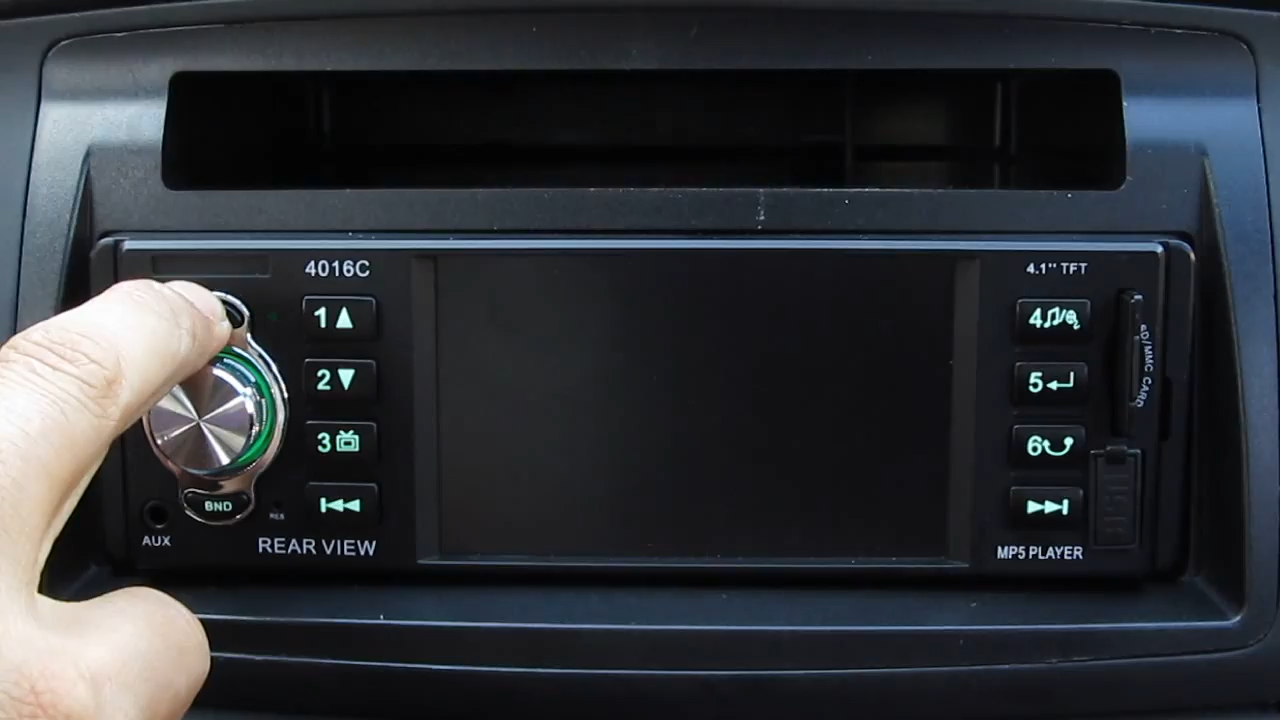 4016C
4.1'' TFT
1
2
3
4
5
6
SD/MMC CARD
BND
RES
AUX
REAR VIEW
MP5 PLAYER